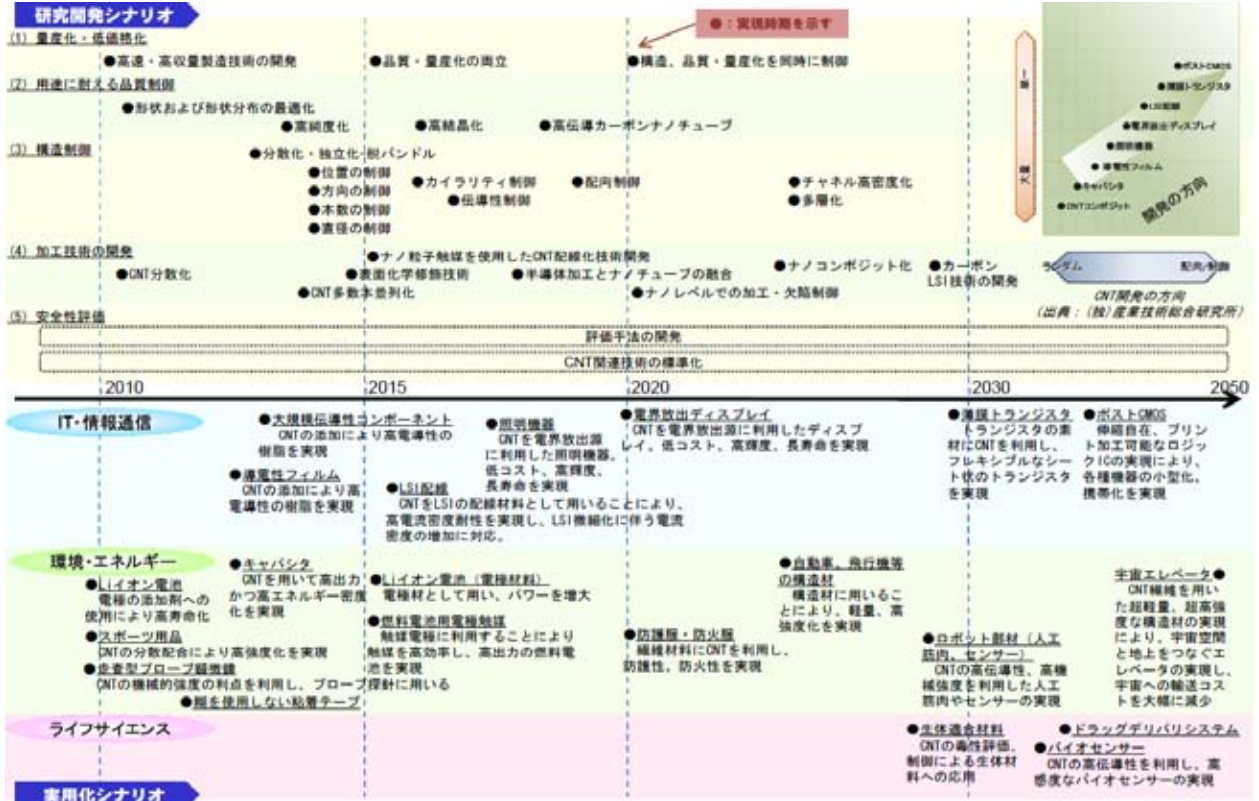 研究開発シナリオ
●：実現時期を示す
(1) 量産化・低価格化
●高速・高収量製造技術の開発
●品質・量産化の両立
●構造、品質・量産化を同時に制御
(2) 用途に耐える品質制御
●形状および形状分布の最適化
●高純度化
●高結晶化
●高伝導カーボンナノチューブ
(3) 構造制御
●分散化・独立化・脱バンドル
●位置の制御
●方向の制御
●本数の制御
●直径の制御
●カイラリティ制御
●伝導性制御
●配向制御
●チャネル高密度化
●多層化
(4) 加工技術の開発
●CNT分散化
●ナノ粒子触媒を使用したCNT配線化技術開発
●表面化学修飾技術
●半導体加工とナノチューブの融合
●CNT多数本並列化
●ナノコンポジット化
●ナノレベルでの加工・欠陥制御
●カーボン
LSI技術の開発
(5) 安全性評価
評価手法の開発
CNT関連技術の標準化
単一
大量
●ポストCMOS
●薄膜トランジスタ
●LSI配線
●電界放出ディスプレイ
●照明機器
●導電性フィルム
●キャパシタ
●CNTコンポジット
開発の方向
ランダム
配向/制御
CNT開発の方向
(出典：(独)産業技術総合研究所)
2010
2015
2020
2030
2050
IT・情報通信
●大規模伝導性コンポーネント
CNTの添加により高電導性の
樹脂を実現
●導電性フィルム
CNTの添加により高
電導性の樹脂を実現
●照明機器
CNTを電界放出源
に利用した照明機器。
低コスト、高輝度、
長寿命を実現
●LSI配線
CNTをLSIの配線材料として用いることにより、
高電流密度耐性を実現し、LSI微細化に伴う電流
密度の増加に対応。
●電界放出ディスプレイ
CNTを電界放出源に利用したディスプ
レイ。低コスト、高輝度、長寿命を実現
●薄膜トランジスタ
トランジスタの素
材にCNTを利用し、
フレキシブルなシー
ト状のトランジスタ
を実現
●ポストCMOS
伸縮自在、プリン
ト加工可能なロジッ
クICの実現により、
各種機器の小型化、
携帯化を実現
環境・エネルギー
●Liイオン電池
電極の添加剤への
使用により高寿命化
●スポーツ用品
CNTの分散配合により高強度化を実現
●走査型プローブ顕微鏡
CNTの機械的強度の利点を利用し、プローブ探針に用いる
●糊を使用しない粘着テープ
●キャパシタ
CNTを用いて高出力
かつ高エネルギー密度
化を実現
●Liイオン電池（電極材料）
電極材として用い、パワーを増大
●燃料電池用電極触媒
触媒電極に利用することにより
触媒を高効率し、高出力の燃料電
池を実現
●防護服・防火服
繊維材料にCNTを利用し、
防護性、防火性を実現
●自動車、飛行機等
の構造材
構造材に用いるこ
とにより、軽量、高
強度化を実現
●ロボット部材（人工
筋肉、センサー）
CNTの高伝導性、高機
械強度を利用した人工
筋肉やセンサーの実現
宇宙エレベータ●
CNT繊維を用い
た超軽量、超高強
度な構造材の実現
により、宇宙空間
と地上をつなぐエ
レベータの実現し、
宇宙への輸送コス
トを大幅に減少
ライフサイエンス
●生体適合材料
CNTの毒性評価、
制御による生体材
料への応用
●ドラッグデリバリシステム
●バイオセンサー
CNTの高伝導性を利用し、高
感度なバイオセンサーの実現
実用化シナリオ